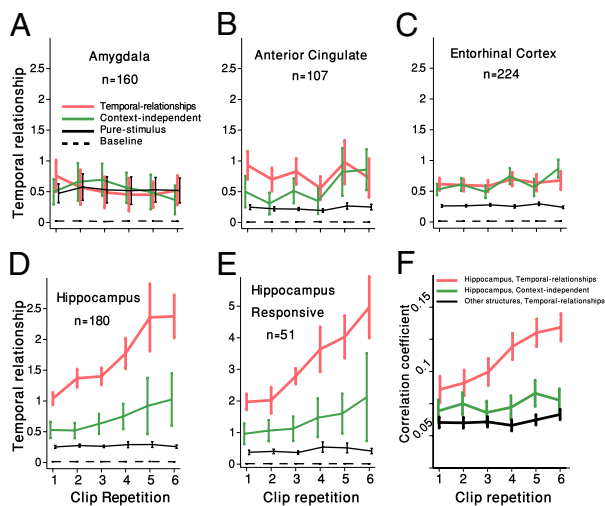 A
Amygdala
n=160
Temporal relationship
2.5
2
1.5
1
0.5
0
Temporal-relationships
Context-independent
Pure-stimulus
Baseline
B
Anterior Cingulate
n=107
2.5
2
1.5
1
0.5
0
C
Entorhinal Cortex
n=224
2.5
2
1.5
1
0.5
0
D
Hippocampus
n=180
Temporal relationship
2.5
2
1.5
1
0.5
0
1 2 3 4 5 6
Clip Repetition
E
Hippocampus
Responsive
n=51
5
4
3
2
1
0
1 2 3 4 5 6
Clip repetition
F
Hippocampus, Temporal-relationships
Hippocampus, Context-independent
Other structures, Temporal-relationships
Correlation coefficient
0.15
0.1
0.05
1 2 3 4 5 6
Clip repetition